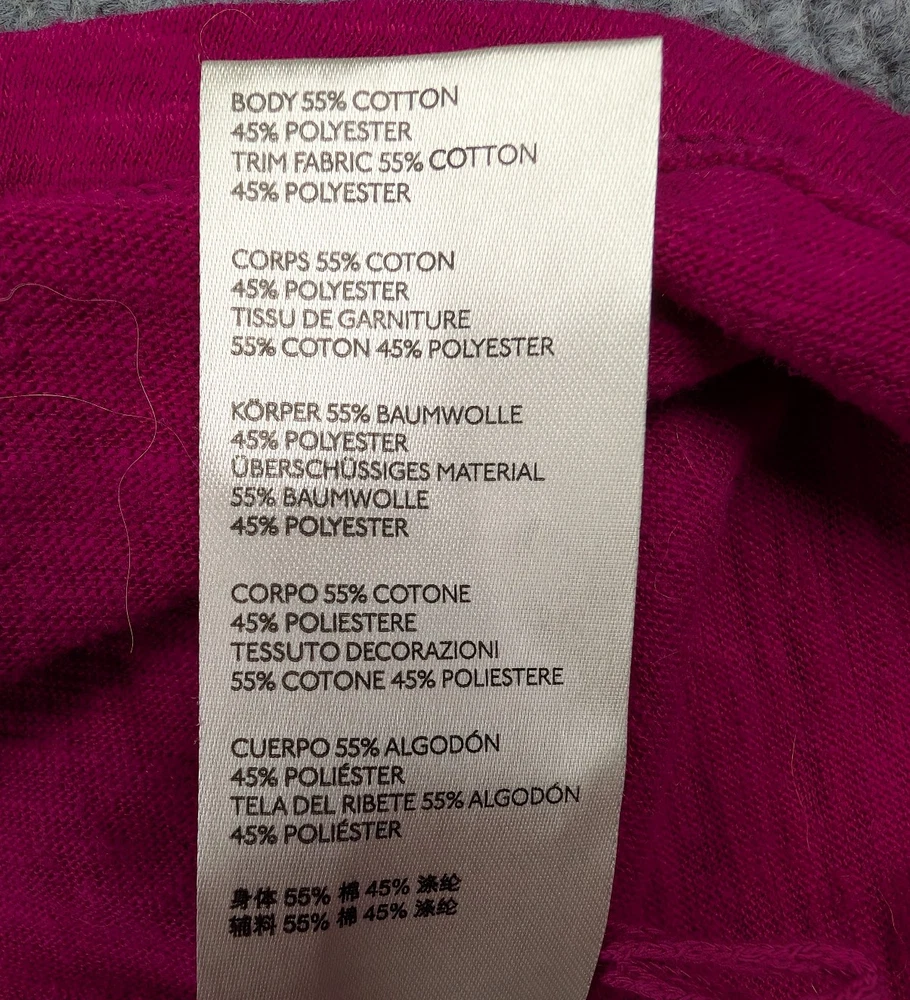 BODY 55% COTTON
45% POLYESTER
TRIM FABRIC 55% COTTON
45% POLYESTER
CORPS 55% COTON
45% POLYESTER
TISSU DE GARNITURE
55% COTON 45% POLYESTER
KÖRPER 55% BAUMWOLLE
45% POLYESTER
ÜBERSCHÜSSIGES MATERIAL
55% BAUMWOLLE
45% POLYESTER
CORPO 55% COTONE
45% POLIESTERE
TESSUTO DECORAZIONI
55% COTONE 45% POLIESTERE
CUERPO 55% ALGODÓN
45% POLIÉSTER
TELA DEL RIBETE 55% ALGODÓN
45% POLIÉSTER
身体 55% 棉 45% 涤纶
辅料 55% 棉 45% 涤纶